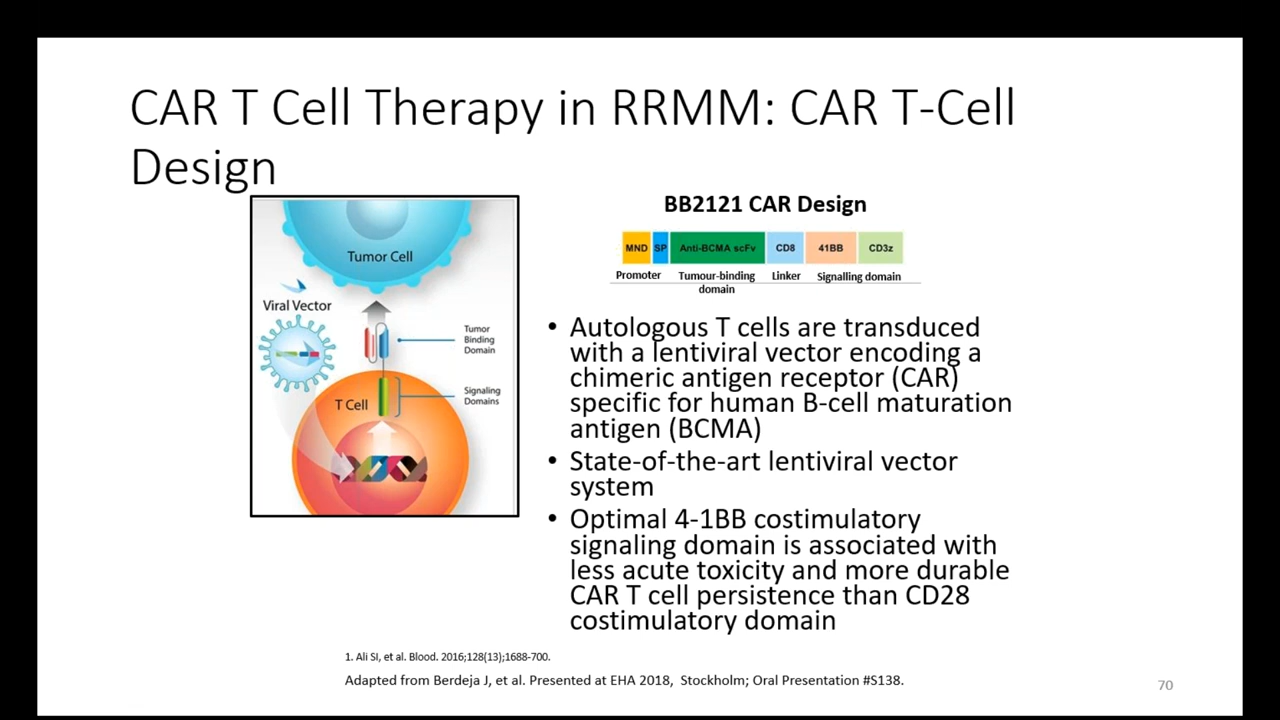 CAR T Cell Therapy in RRMM: CAR T-Cell
Design
Tumor Cell
Viral Vector
Tumor
Binding
Domain
T Cell
Signaling
Domains
BB2121 CAR Design
MND SP Anti-BCMA scFv CD8 41BB CD3z
Promoter Tumour-binding Linker Signalling domain
domain
• Autologous T cells are transduced
with a lentiviral vector encoding a
chimeric antigen receptor (CAR)
specific for human B-cell maturation
antigen (BCMA)
• State-of-the-art lentiviral vector
system
• Optimal 4-1BB costimulatory
signaling domain is associated with
less acute toxicity and more durable
CAR T cell persistence than CD28
costimulatory domain
1. Ali SI, et al. Blood. 2016;128(13);1688-700.
Adapted from Berdeja J, et al. Presented at EHA 2018, Stockholm; Oral Presentation #S138.
70